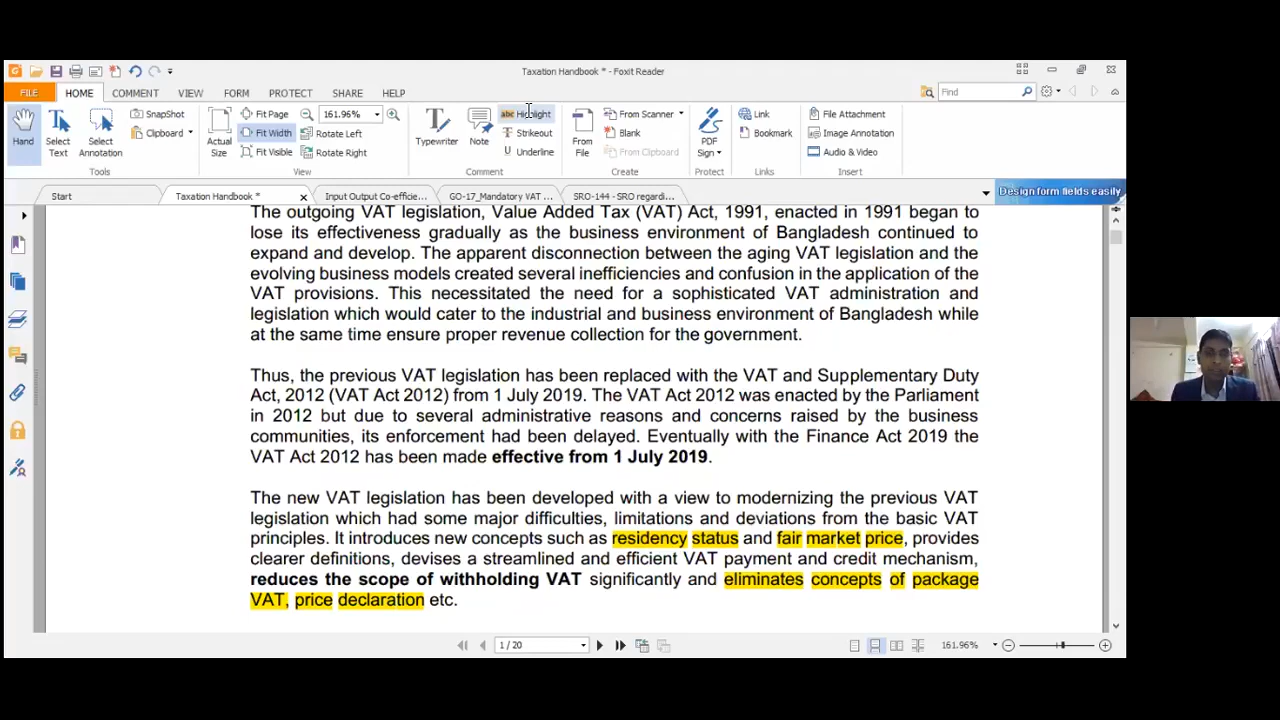 Taxation Handbook * - Foxit Reader
FILE HOME COMMENT VIEW FORM PROTECT SHARE HELP
Find
Hand
Select Text
Select Annotation
SnapShot
Clipboard
Tools
Actual Size
Fit Page
Fit Width
Fit Visible
161.96%
Rotate Left
Rotate Right
View
Typewriter
Note
Highlight
Strikeout
Underline
Comment
From File
From Scanner
Blank
From Clipboard
Create
PDF Sign
Protect
Link
Bookmark
Links
File Attachment
Image Annotation
Audio & Video
Insert
Start
Taxation Handbook *
Input Output Co-efficie...
GO-17_Mandatory VAT ...
SRO-144 - SRO regardi...
Design form fields easily
The outgoing VAT legislation, Value Added Tax (VAT) Act, 1991, enacted in 1991 began to
lose its effectiveness gradually as the business environment of Bangladesh continued to
expand and develop. The apparent disconnection between the aging VAT legislation and the
evolving business models created several inefficiencies and confusion in the application of the
VAT provisions. This necessitated the need for a sophisticated VAT administration and
legislation which would cater to the industrial and business environment of Bangladesh while
at the same time ensure proper revenue collection for the government.
Thus, the previous VAT legislation has been replaced with the VAT and Supplementary Duty
Act, 2012 (VAT Act 2012) from 1 July 2019. The VAT Act 2012 was enacted by the Parliament
in 2012 but due to several administrative reasons and concerns raised by the business
communities, its enforcement had been delayed. Eventually with the Finance Act 2019 the
VAT Act 2012 has been made effective from 1 July 2019.
The new VAT legislation has been developed with a view to modernizing the previous VAT
legislation which had some major difficulties, limitations and deviations from the basic VAT
principles. It introduces new concepts such as residency status and fair market price, provides
clearer definitions, devises a streamlined and efficient VAT payment and credit mechanism,
reduces the scope of withholding VAT significantly and eliminates concepts of package
VAT, price declaration etc.
1 / 20
161.96%